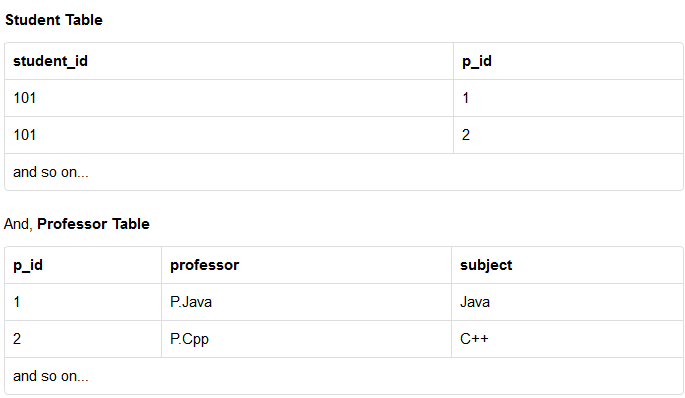 Student Table
student_id p_id
101 1
101 2
and so on...
And, Professor Table
p_id professor subject
1 P.Java Java
2 P.Cpp C++
and so on...